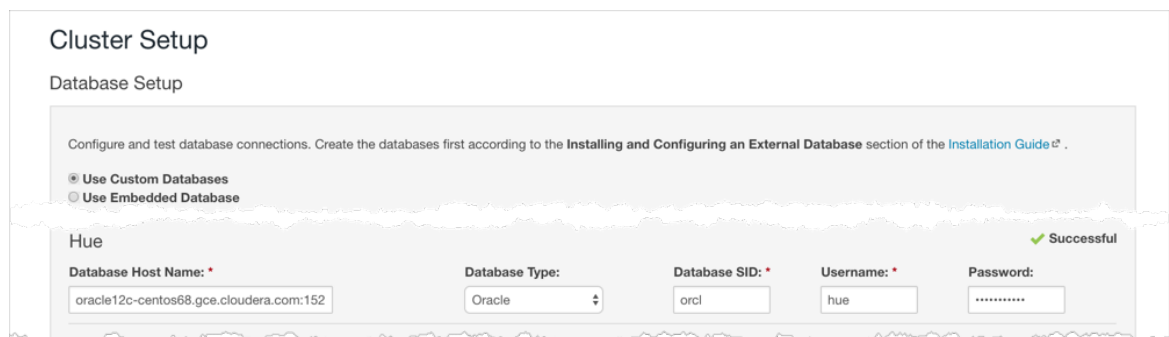 Cluster Setup
Database Setup
Configure and test database connections. Create the databases first according to the Installing and Configuring an External Database section of the Installation Guide .
Use Custom Databases
Use Embedded Database
Hue
Successful
Database Host Name: * Database Type: Database SID: * Username: * Password:
oracle12c-centos68.gce.cloudera.com:152 Oracle orcl hue •••••••••••